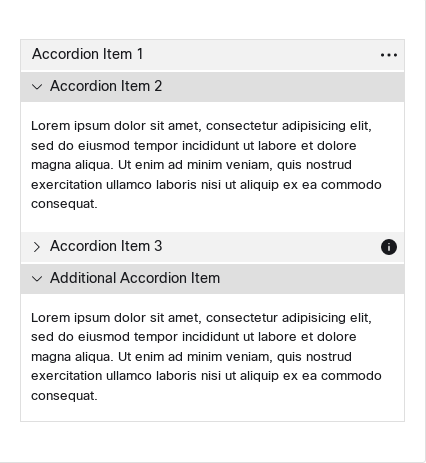 Accordion Item 1
Accordion Item 2
Lorem ipsum dolor sit amet, consectetur adipisicing elit,
sed do eiusmod tempor incididunt ut labore et dolore
magna aliqua. Ut enim ad minim veniam, quis nostrud
exercitation ullamco laboris nisi ut aliquip ex ea commodo
consequat.
Accordion Item 3
Additional Accordion Item
Lorem ipsum dolor sit amet, consectetur adipisicing elit,
sed do eiusmod tempor incididunt ut labore et dolore
magna aliqua. Ut enim ad minim veniam, quis nostrud
exercitation ullamco laboris nisi ut aliquip ex ea commodo
consequat.